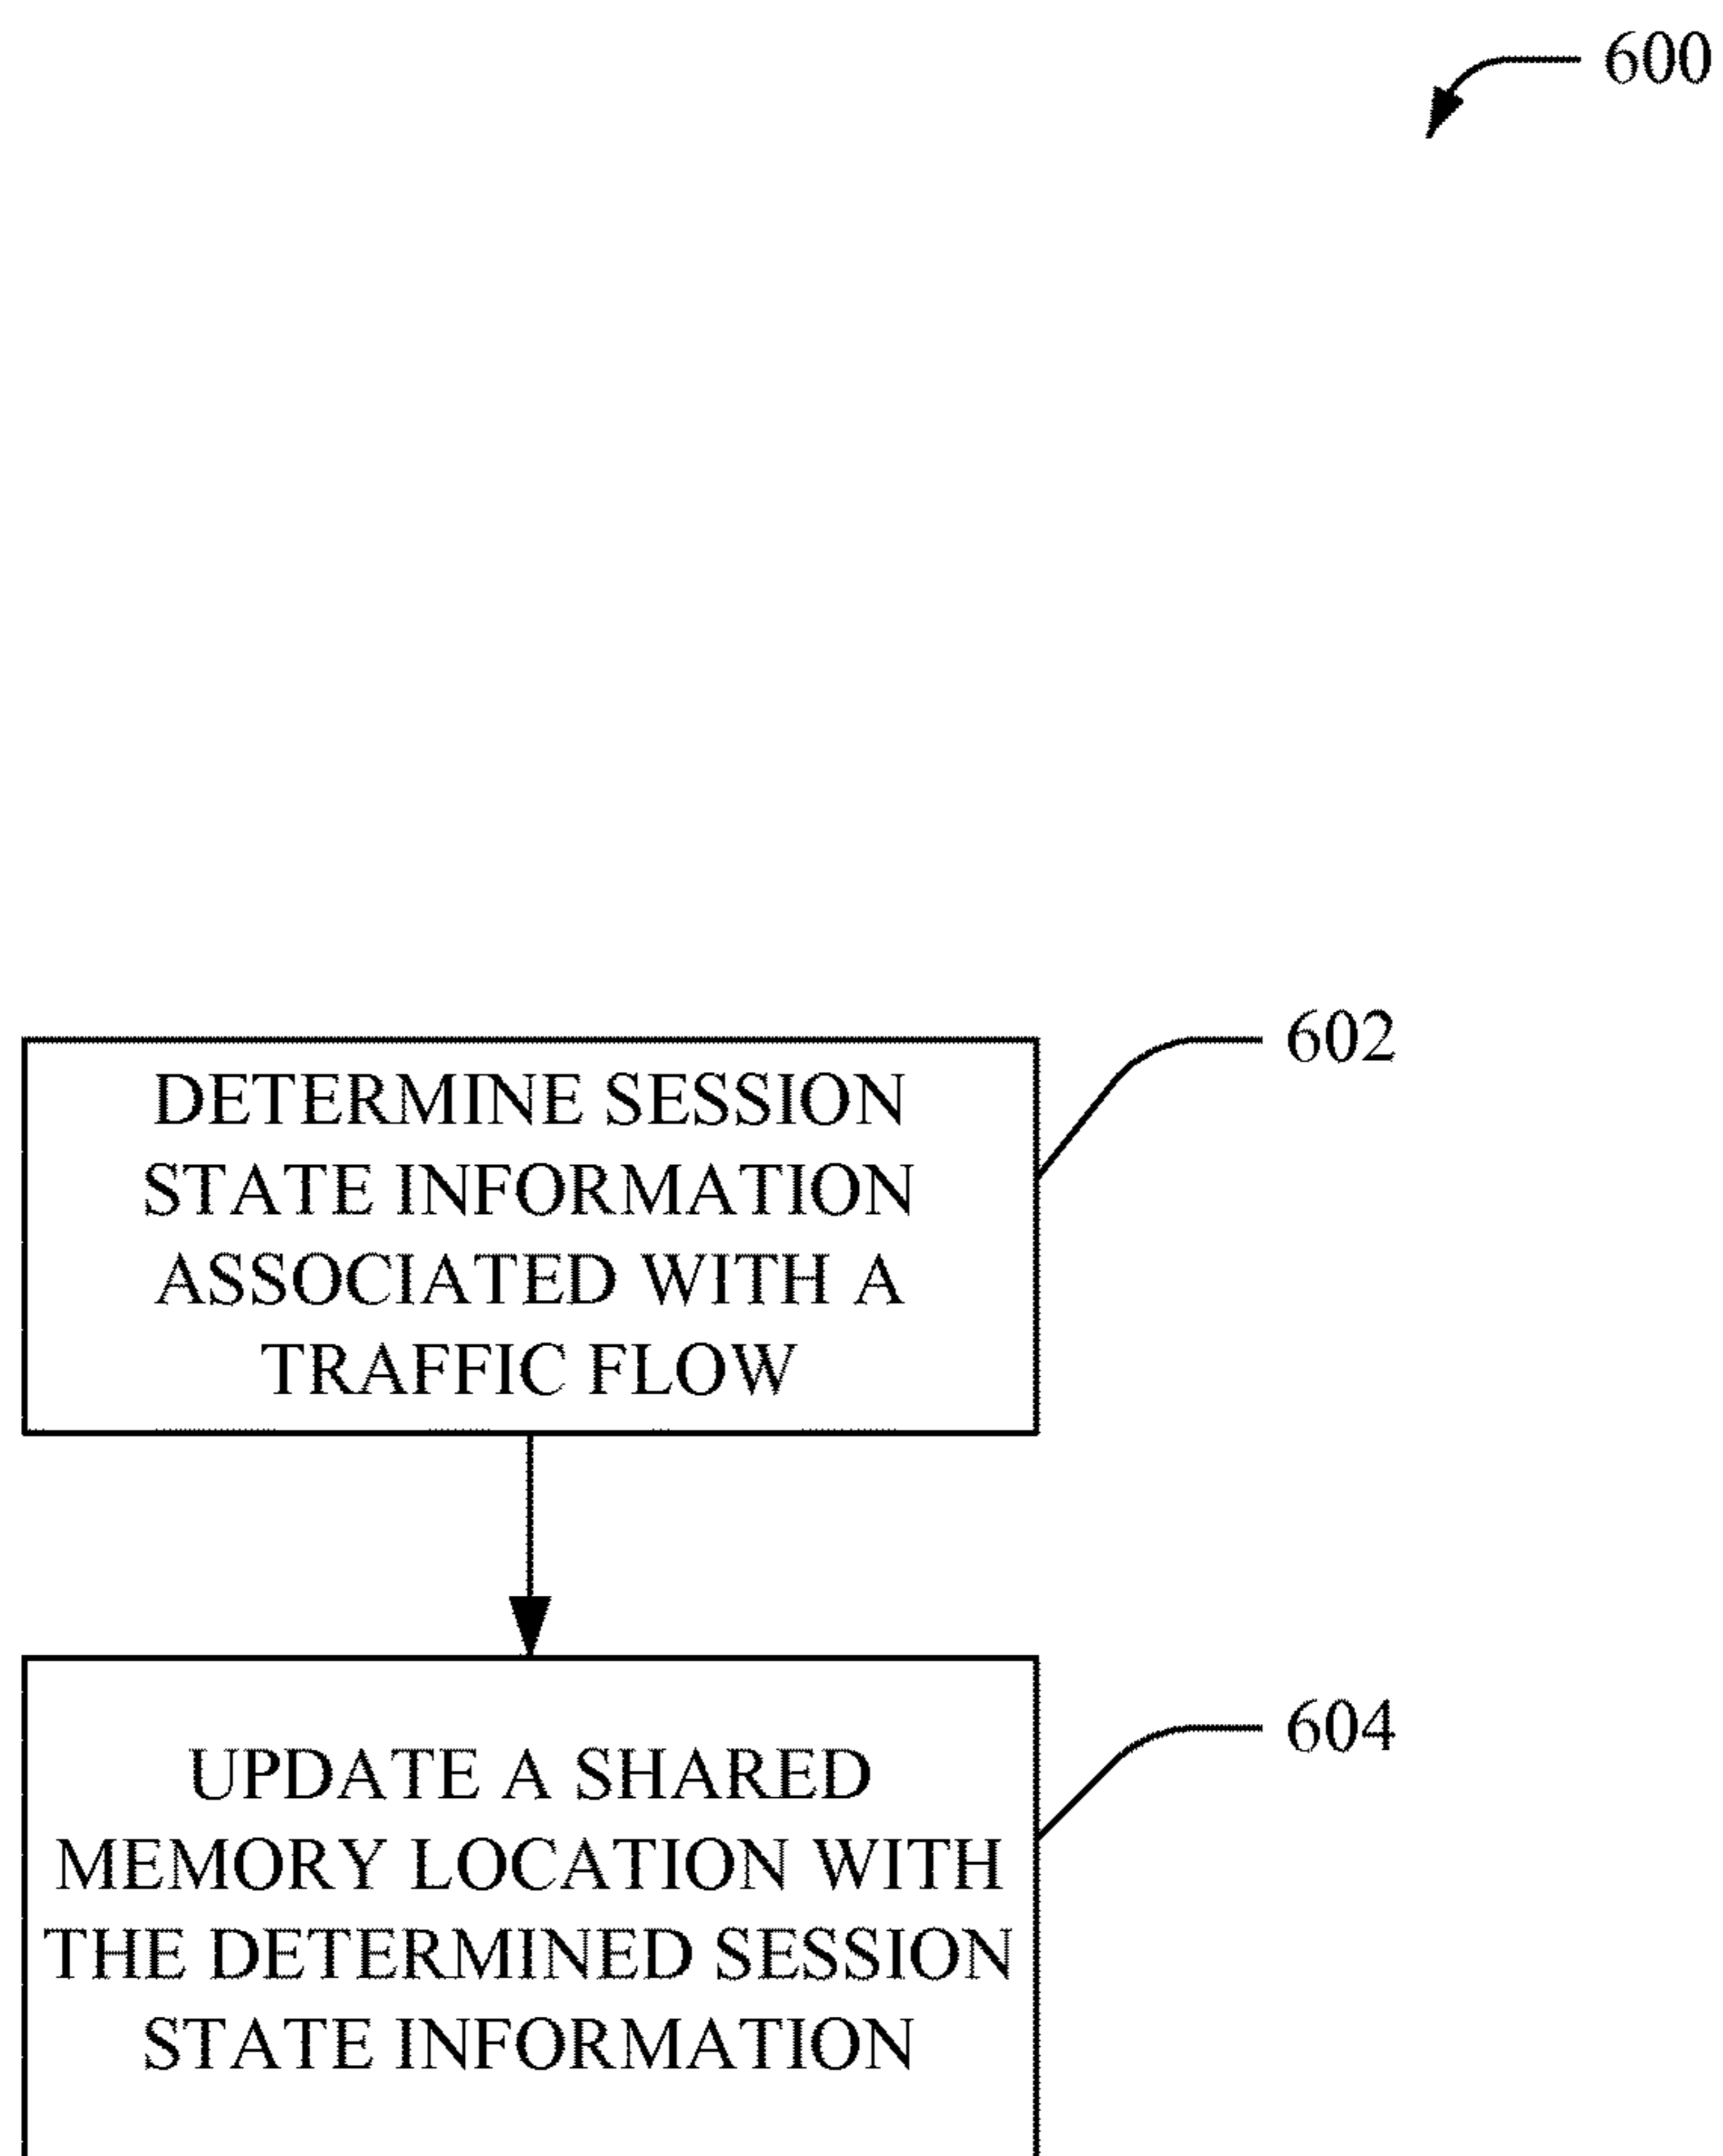 600
602
DETERMINE SESSION
STATE INFORMATION
ASSOCIATED WITH A
TRAFFIC FLOW
604
UPDATE A SHARED
MEMORY LOCATION WITH
THE DETERMINED SESSION
STATE INFORMATION